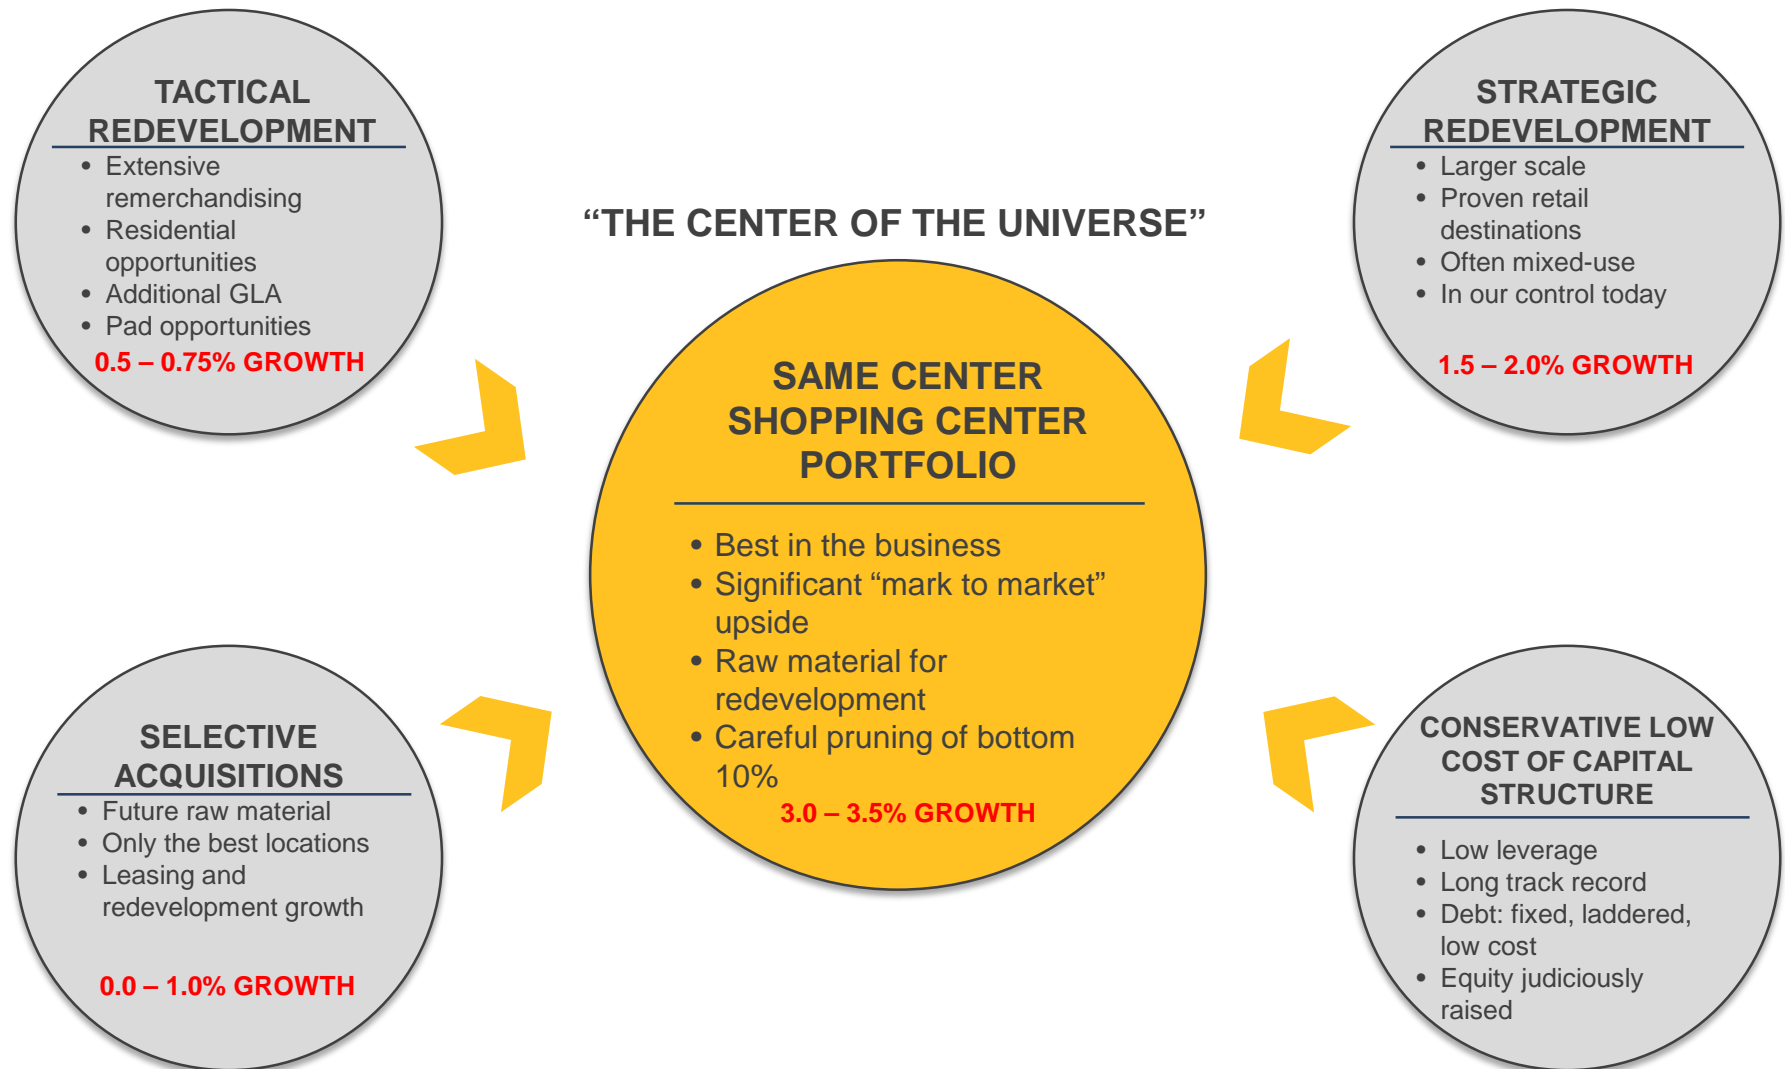 TACTICAL
REDEVELOPMENT
• Extensive
remerchandising
• Residential
opportunities
• Additional GLA
• Pad opportunities
0.5 – 0.75% GROWTH
STRATEGIC
REDEVELOPMENT
• Larger scale
• Proven retail
destinations
• Often mixed-use
• In our control today
1.5 – 2.0% GROWTH
“THE CENTER OF THE UNIVERSE”
SAME CENTER
SHOPPING CENTER
PORTFOLIO
• Best in the business
• Significant “mark to market”
upside
• Raw material for
redevelopment
• Careful pruning of bottom
10%
3.0 – 3.5% GROWTH
SELECTIVE
ACQUISITIONS
• Future raw material
• Only the best locations
• Leasing and
redevelopment growth
0.0 – 1.0% GROWTH
CONSERVATIVE LOW
COST OF CAPITAL
STRUCTURE
• Low leverage
• Long track record
• Debt: fixed, laddered,
low cost
• Equity judiciously
raised